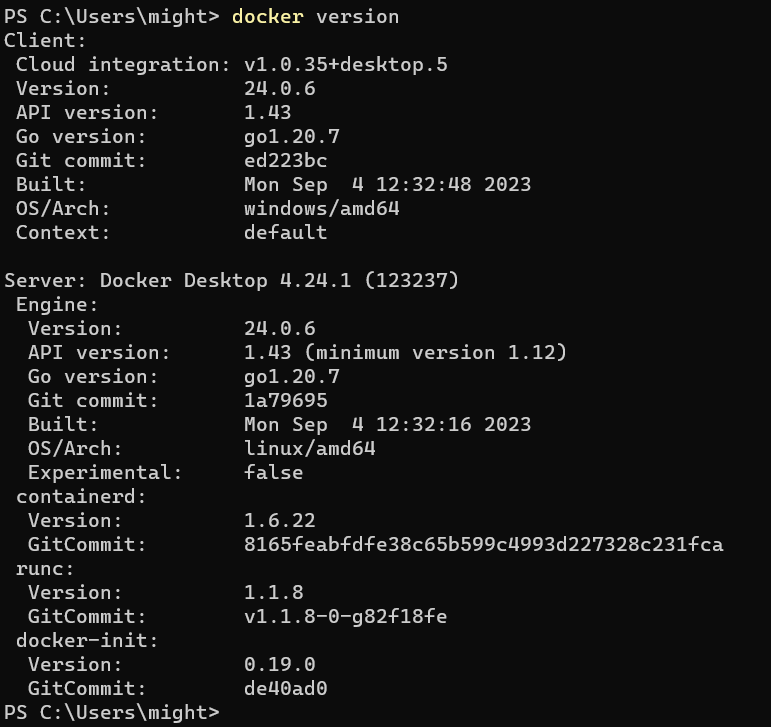 PS C:\Users\might> docker version
Client:
 Cloud integration: v1.0.35+desktop.5
 Version:           24.0.6
 API version:       1.43
 Go version:        go1.20.7
 Git commit:        ed223bc
 Built:             Mon Sep  4 12:32:48 2023
 OS/Arch:           windows/amd64
 Context:           default

Server: Docker Desktop 4.24.1 (123237)
 Engine:
  Version:          24.0.6
  API version:      1.43 (minimum version 1.12)
  Go version:       go1.20.7
  Git commit:       1a79695
  Built:            Mon Sep  4 12:32:16 2023
  OS/Arch:          linux/amd64
  Experimental:     false
 containerd:
  Version:          1.6.22
  GitCommit:        8165feabfdfe38c65b599c4993d227328c231fca
 runc:
  Version:          1.1.8
  GitCommit:        v1.1.8-0-g82f18fe
 docker-init:
  Version:          0.19.0
  GitCommit:        de40ad0
PS C:\Users\might>